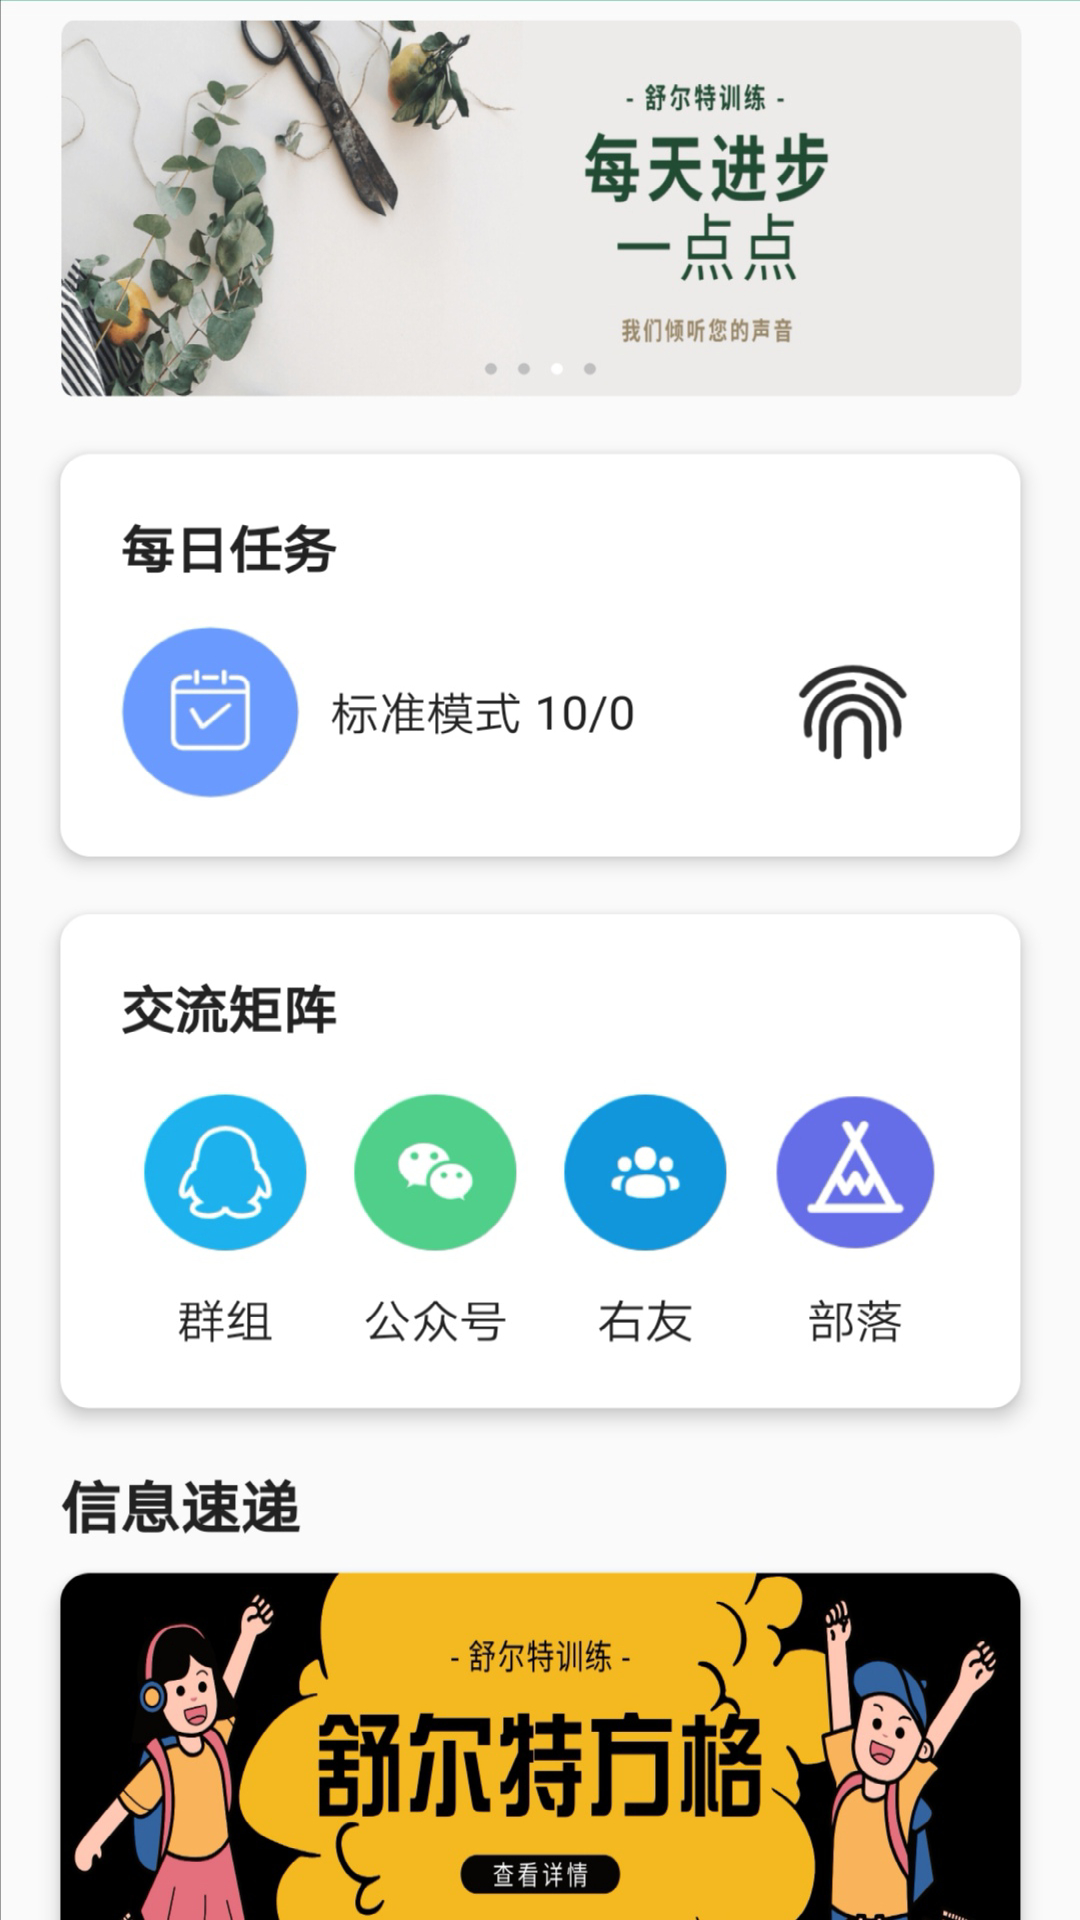 - 舒尔特训练 -
每天进步
一点点
我们倾听您的声音
每日任务
标准模式 10/0
交流矩阵
群组
公众号
右友
部落
信息速递
- 舒尔特训练 -
舒尔特方格
查看详情